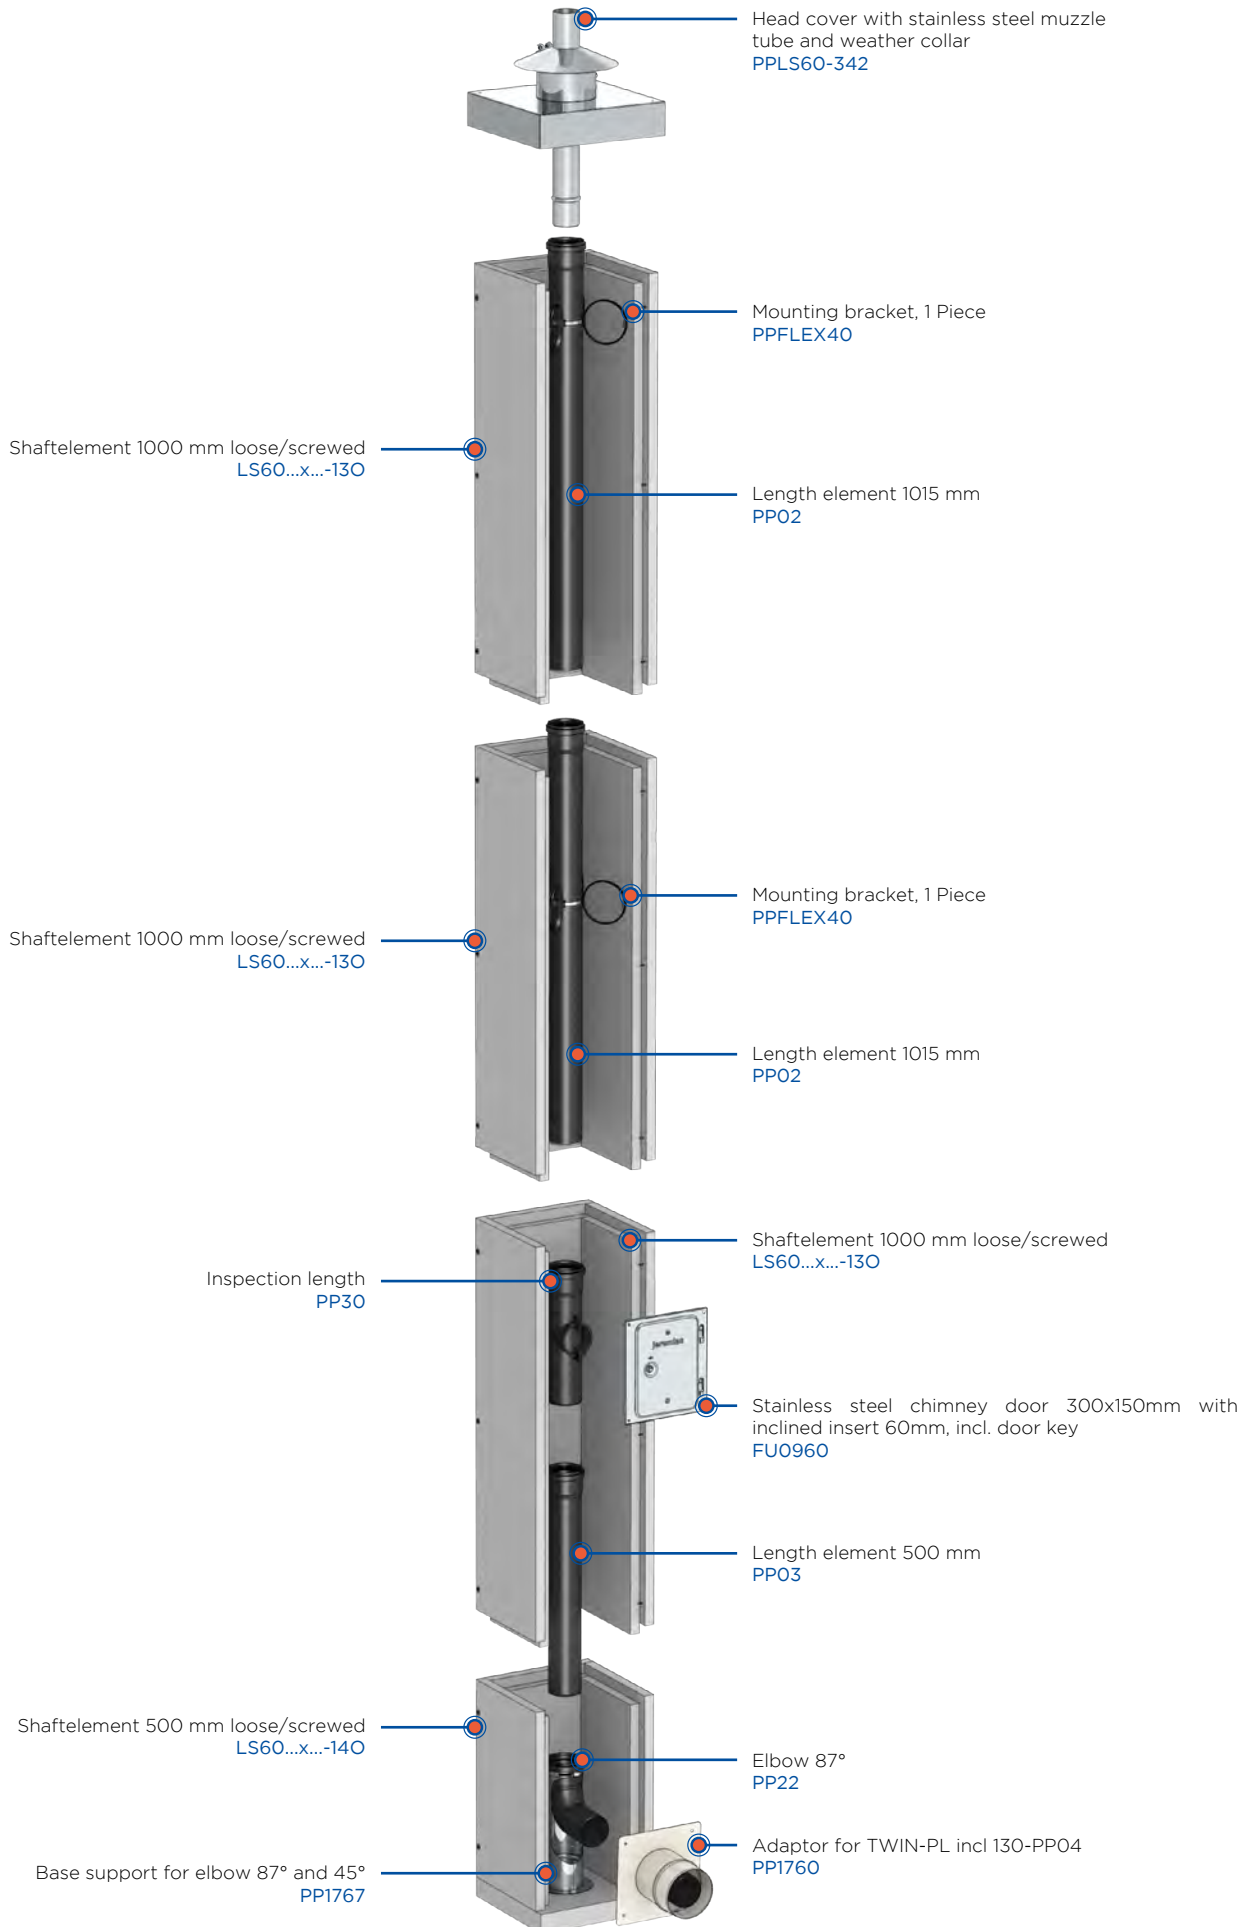 Head cover with stainless steel muzzle
tube and weather collar
PPLS60-342
Mounting bracket, 1 Piece
PPFLEX40
Shaftelement 1000 mm loose/screwed
LS60...x...-13O
Length element 1015 mm
PP02
Mounting bracket, 1 Piece
PPFLEX40
Shaftelement 1000 mm loose/screwed
LS60...x...-13O
Length element 1015 mm
PP02
Shaftelement 1000 mm loose/screwed
LS60...x...-13O
Inspection length
PP30
jeremias
Stainless steel chimney door 300x150mm with
inclined insert 60mm, incl. door key
FU0960
Length element 500 mm
PP03
Shaftelement 500 mm loose/screwed
LS60...x...-14O
Elbow 87°
PP22
Adaptor for TWIN-PL incl 130-PP04
PP1760
Base support for elbow 87° and 45°
PP1767